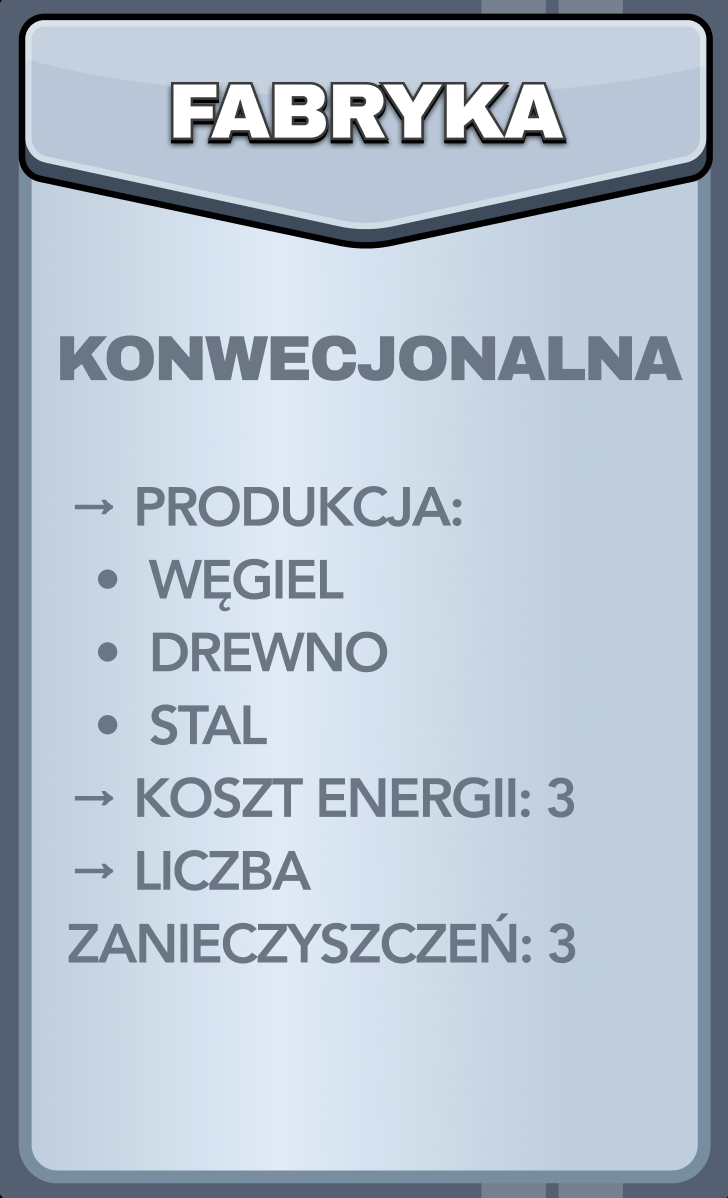 FABRYKA
KONWECJONALNA
→ PRODUKCJA:
• WĘGIEL
• DREWNO
• STAL
→ KOSZT ENERGII: 3
→ LICZBA
ZANIECZYSZCZEŃ: 3